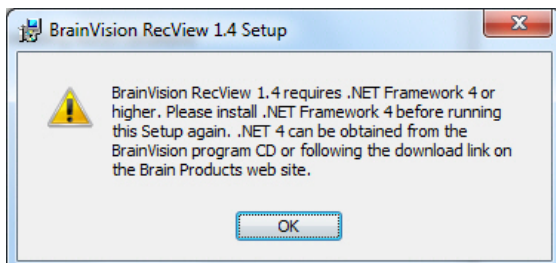 BrainVision RecView 1.4 Setup
BrainVision RecView 1.4 requires .NET Framework 4 or
higher. Please install .NET Framework 4 before running
this Setup again. .NET 4 can be obtained from the
BrainVision program CD or following the download link on
the Brain Products web site.
OK